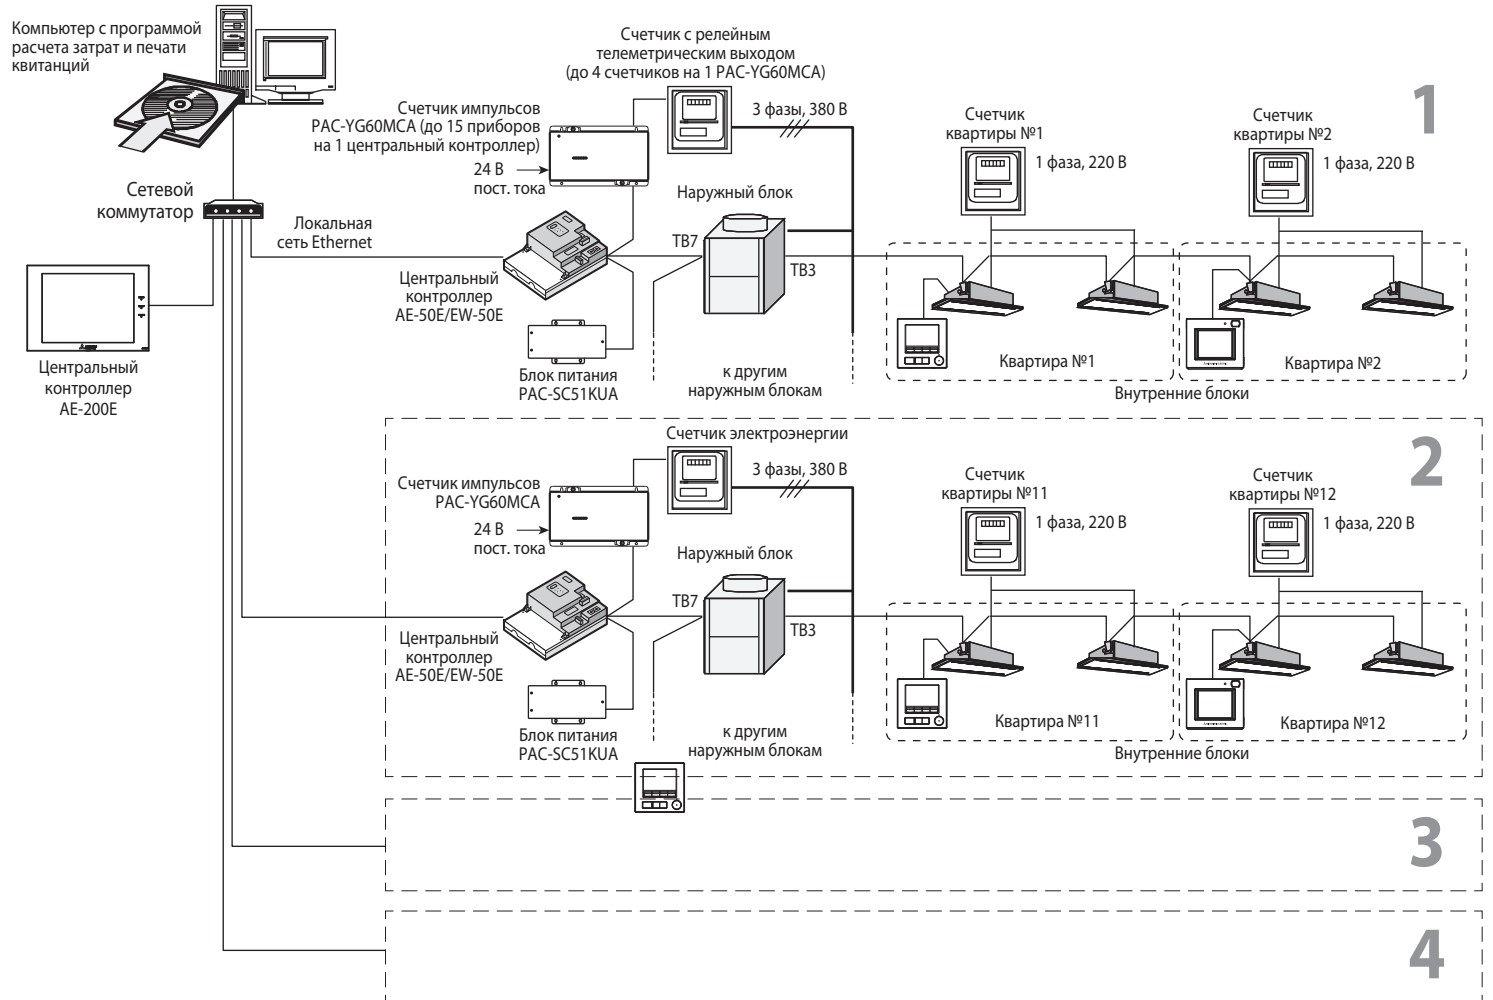 Компьютер с программой
расчета затрат и печати
квитанций
Счетчик с релейным
телеметрическим выходом
(до 4 счетчиков на 1 PAC-YG60MCA)
Счетчик импульсов
PAC-YG60MCA (до 15 приборов
на 1 центральный контроллер)
24 В
пост. тока
3 фазы, 380 В
Счетчик
квартиры №1
1 фаза, 220 В
Счетчик
квартиры №2
1 фаза, 220 В
1
Сетевой
коммутатор
Локальная
сеть Ethernet
Наружный блок
TB7
TB3
Центральный
контроллер
AE-50E/EW-50E
Блок питания
PAC-SC51KUA
к другим
наружным блокам
Квартира №1
Квартира №2
Внутренние блоки
Центральный
контроллер
AE-200E
Счетчик электроэнергии
2
Счетчик импульсов
PAC-YG60MCA
24 В
пост. тока
3 фазы, 380 В
Счетчик
квартиры №11
1 фаза, 220 В
Счетчик
квартиры №12
1 фаза, 220 В
Наружный блок
TB7
TB3
Центральный
контроллер
AE-50E/EW-50E
Блок питания
PAC-SC51KUA
к другим
наружным блокам
Квартира №11
Квартира №12
Внутренние блоки
3
4